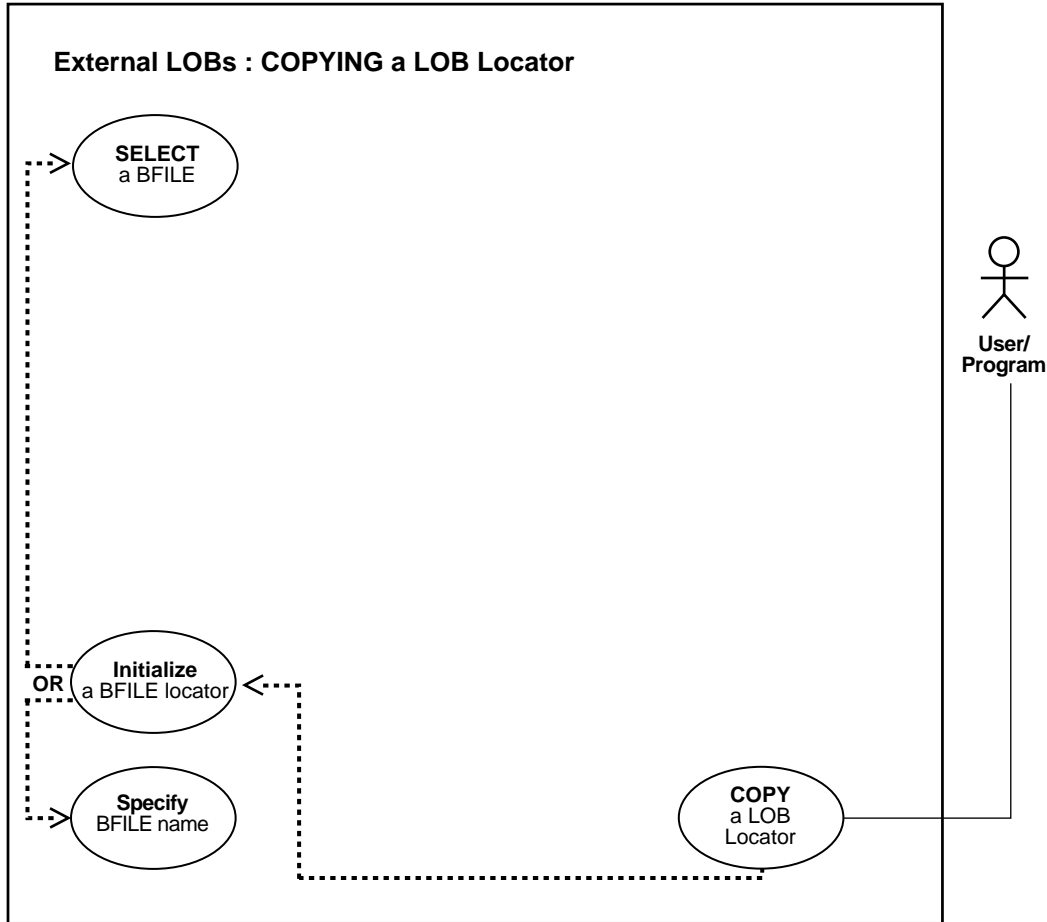 External LOBs : COPYING a LOB Locator
SELECT
a BFILE
User/
Program
Initialize
a BFILE locator
OR
Specify
BFILE name
COPY
a LOB
Locator